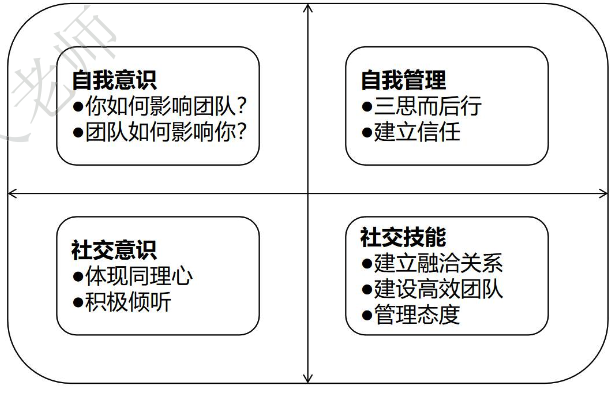 自我意识
●你如何影响团队?
●团队如何影响你?
自我管理
●三思而后行
●建立信任
社交意识
●体现同理心
●积极倾听
社交技能
●建立融洽关系
●建设高效团队
●管理态度
老师